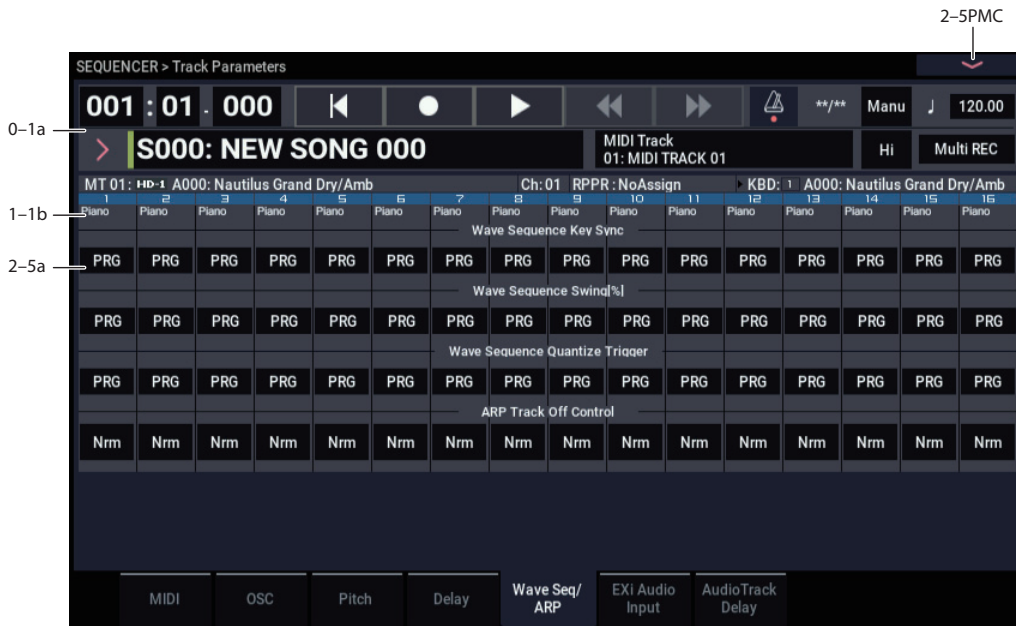 2–5PMC
SEQUENCER > Track Parameters
001 : 01 . 000 **/** Manu ♩ 120.00
0–1a
S000: NEW SONG 000
MIDI Track
01: MIDI TRACK 01
Hi Multi REC
MT 01: HD-1 A000: Nautilus Grand Dry/Amb Ch: 01 RPPR : NoAssign KBD: 1 A000: Nautilus Grand Dry/Amb
1 2 3 4 5 6 7 8 9 10 11 12 13 14 15 16
1–1b
Piano Piano Piano Piano Piano Piano Piano Piano Piano Piano Piano Piano Piano Piano Piano Piano
Wave Sequence Key Sync
2–5a
PRG PRG PRG PRG PRG PRG PRG PRG PRG PRG PRG PRG PRG PRG PRG PRG
Wave Sequence Swing[%]
PRG PRG PRG PRG PRG PRG PRG PRG PRG PRG PRG PRG PRG PRG PRG PRG
Wave Sequence Quantize Trigger
PRG PRG PRG PRG PRG PRG PRG PRG PRG PRG PRG PRG PRG PRG PRG PRG
ARP Track Off Control
Nrm Nrm Nrm Nrm Nrm Nrm Nrm Nrm Nrm Nrm Nrm Nrm Nrm Nrm Nrm Nrm
MIDI OSC Pitch Delay
Wave Seq/
ARP
EXi Audio
Input
AudioTrack
Delay